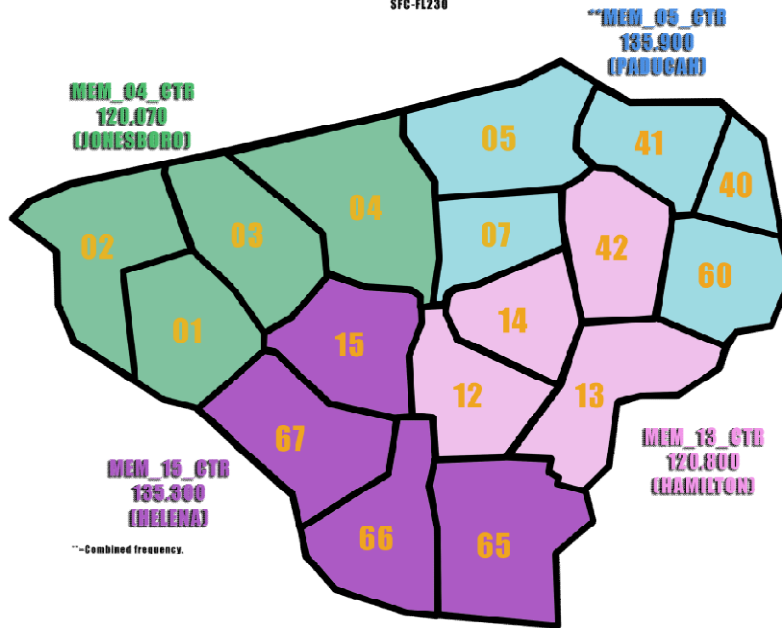 SFC-FL230
**MEM_05_CTR
135.900
(PADUCAH)
MEM_04_CTR
120.070
(JONESBORO)
05
41
40
04
03
02
07
42
60
01
15
14
12
13
67
MEM_13_CTR
120.800
(HAMILTON)
MEM_15_CTR
135.300
(HELENA)
66
65
**-Combined frequency.